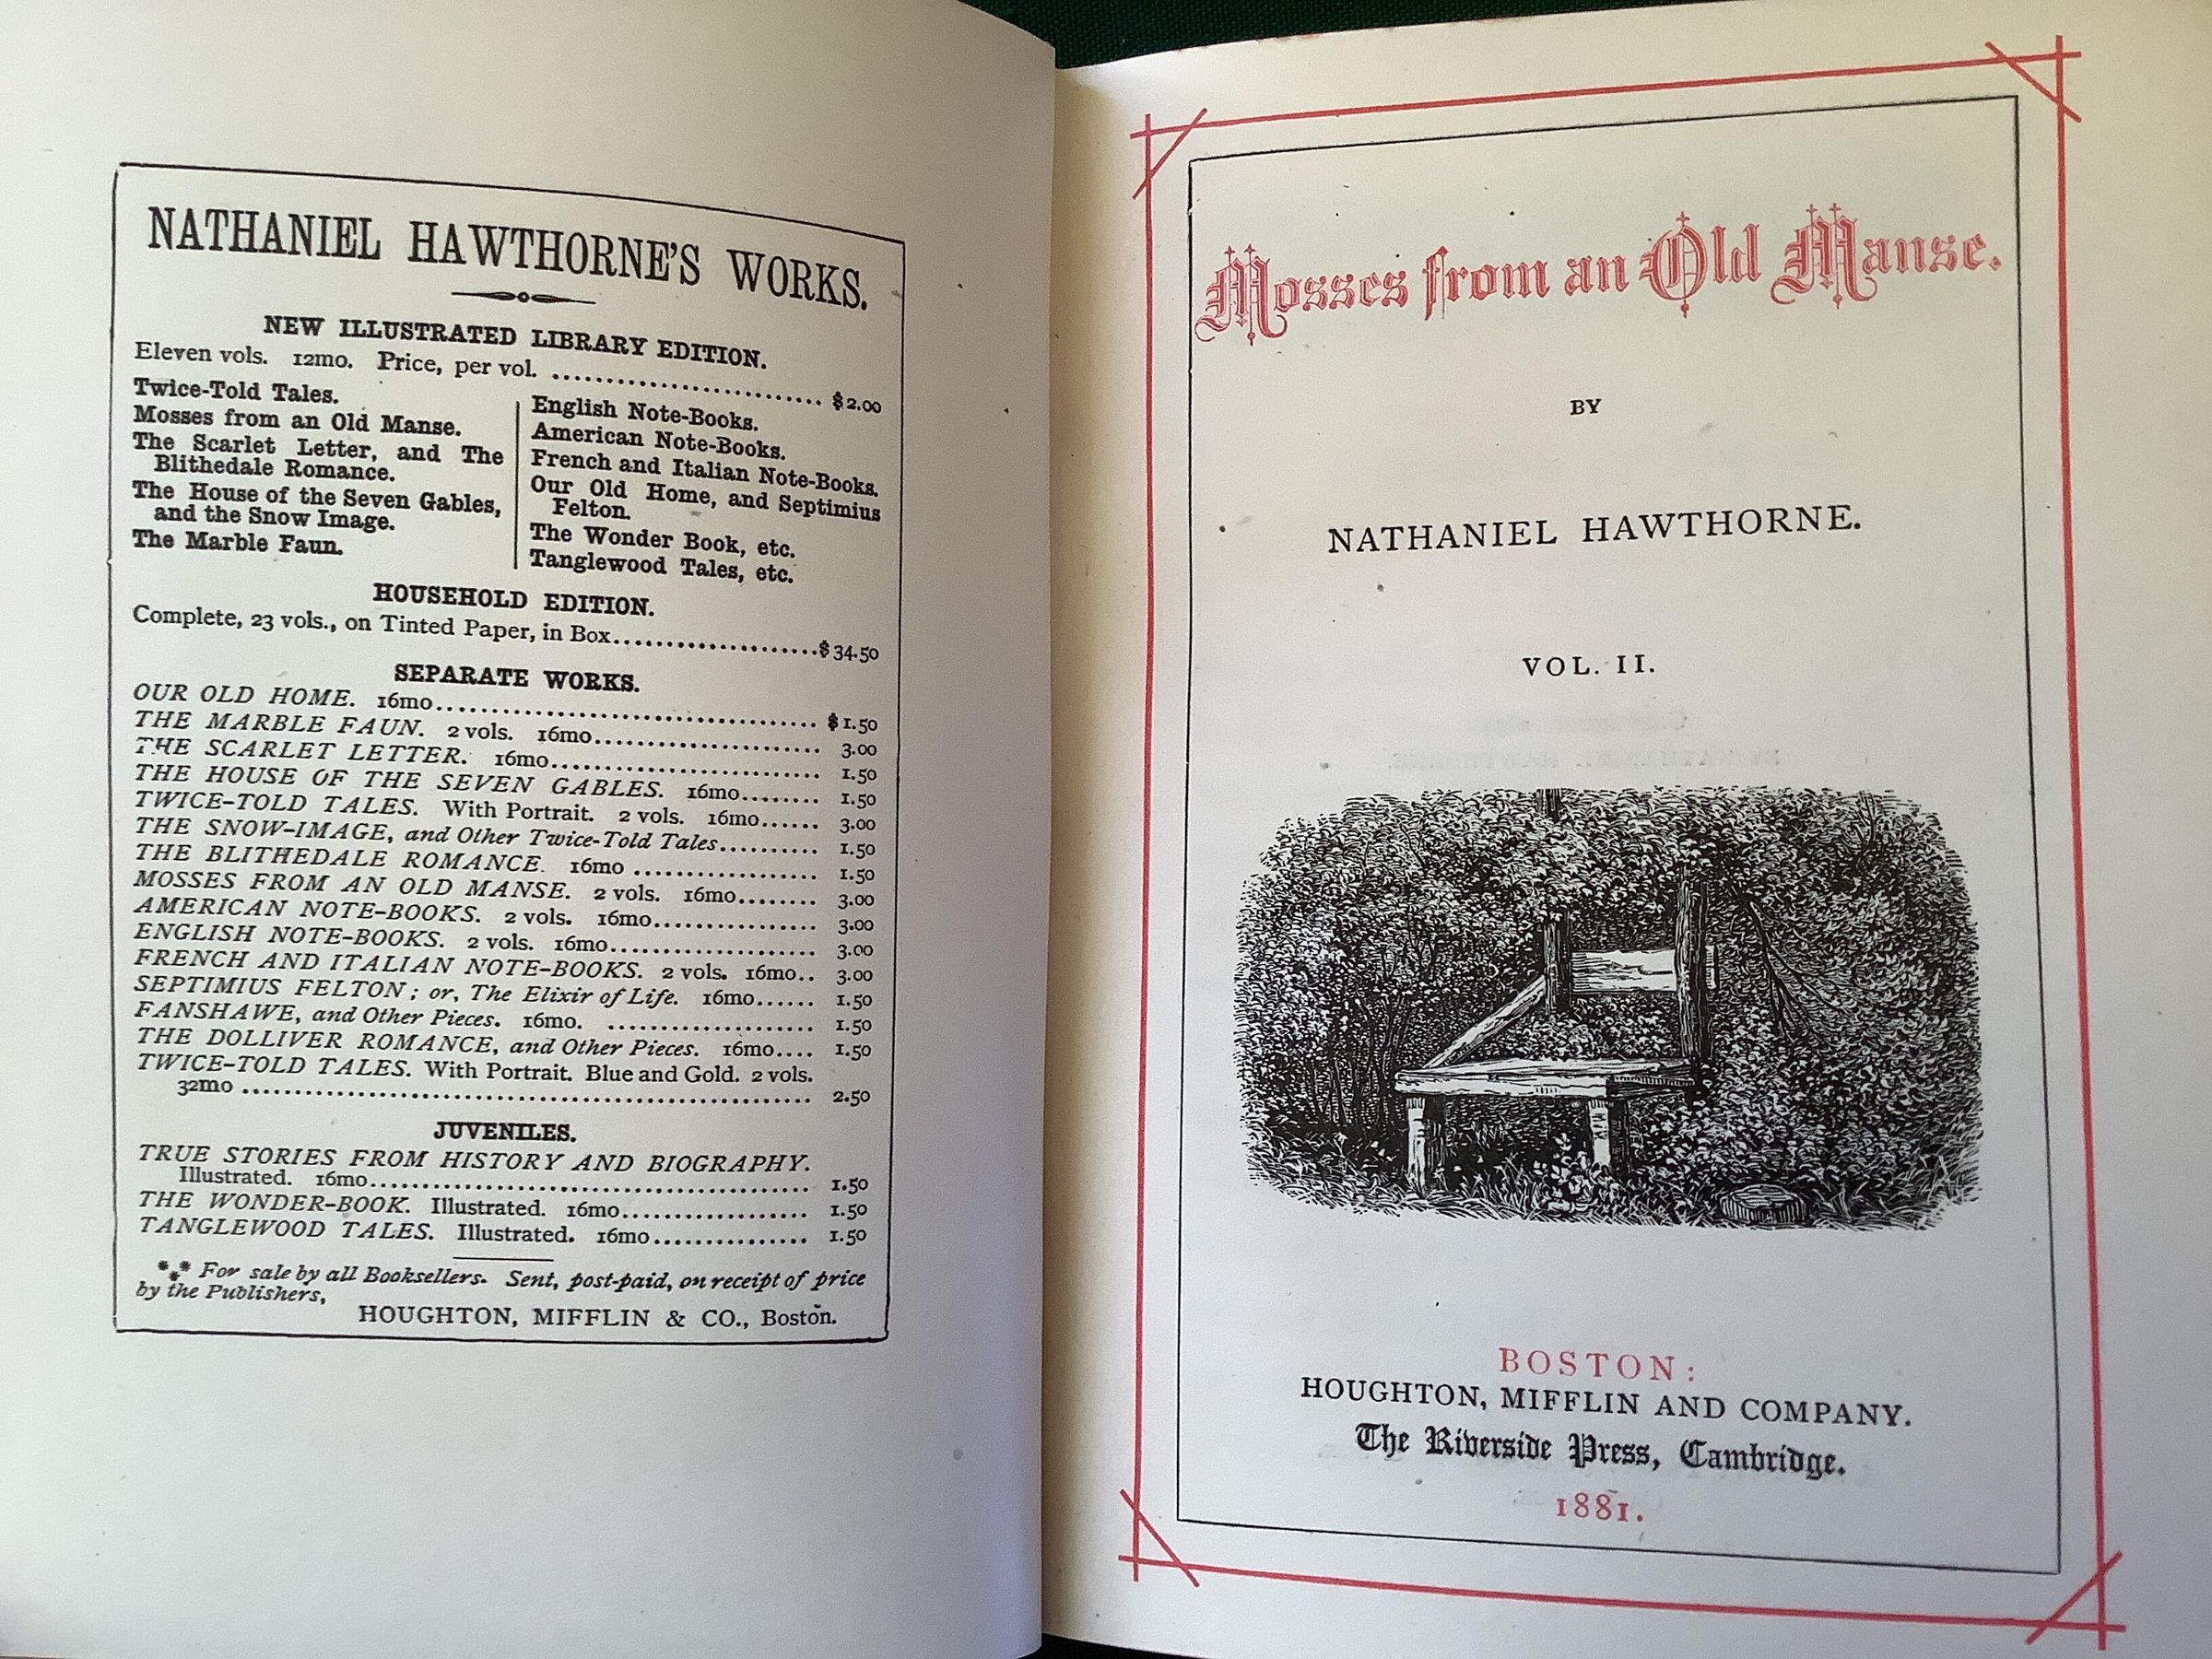 NATHANIEL HAWTHORNE'S WORKS.
NEW ILLUSTRATED LIBRARY EDITION.
Eleven vols. 12mo. Price, per vol. .......................... $2.00
Twice-Told Tales.
Mosses from an Old Manse.
The Scarlet Letter, and The
Blithedale Romance.
The House of the Seven Gables,
and the Snow Image.
The Marble Faun.
English Note-Books.
American Note-Books.
French and Italian Note-Books.
Our Old Home, and Septimius
Felton.
The Wonder Book, etc.
Tanglewood Tales, etc.
HOUSEHOLD EDITION.
Complete, 23 vols., on Tinted Paper, in Box....................$34.50
SEPARATE WORKS.
OUR OLD HOME. 16mo..................................... $1.50
THE MARBLE FAUN. 2 vols. 16mo...................... 3.00
THE SCARLET LETTER. 16mo.......................... 1.50
THE HOUSE OF THE SEVEN GABLES. 16mo........ 1.50
TWICE-TOLD TALES. With Portrait. 2 vols. 16mo...... 3.00
THE SNOW-IMAGE, and Other Twice-Told Tales.......... 1.50
THE BLITHEDALE ROMANCE. 16mo .................. 1.50
MOSSES FROM AN OLD MANSE. 2 vols. 16mo........ 3.00
AMERICAN NOTE-BOOKS. 2 vols. 16mo................ 3.00
ENGLISH NOTE-BOOKS. 2 vols. 16mo.................... 3.00
FRENCH AND ITALIAN NOTE-BOOKS. 2 vols. 16mo.. 3.00
SEPTIMIUS FELTON; or, The Elixir of Life. 16mo...... 1.50
FANSHAWE, and Other Pieces. 16mo. .................... 1.50
THE DOLLIVER ROMANCE, and Other Pieces. 16mo.... 1.50
TWICE-TOLD TALES. With Portrait. Blue and Gold. 2 vols.
32mo ....................................................... 2.50
JUVENILES.
TRUE STORIES FROM HISTORY AND BIOGRAPHY.
Illustrated. 16mo........................................... 1.50
THE WONDER-BOOK. Illustrated. 16mo.................. 1.50
TANGLEWOOD TALES. Illustrated. 16mo............... 1.50
*** For sale by all Booksellers. Sent, post-paid, on receipt of price
by the Publishers,
HOUGHTON, MIFFLIN & CO., Boston.
Mosses from an Old Manse.
BY
NATHANIEL HAWTHORNE.
VOL. II.
BOSTON:
HOUGHTON, MIFFLIN AND COMPANY.
The Riverside Press, Cambridge.
1881.